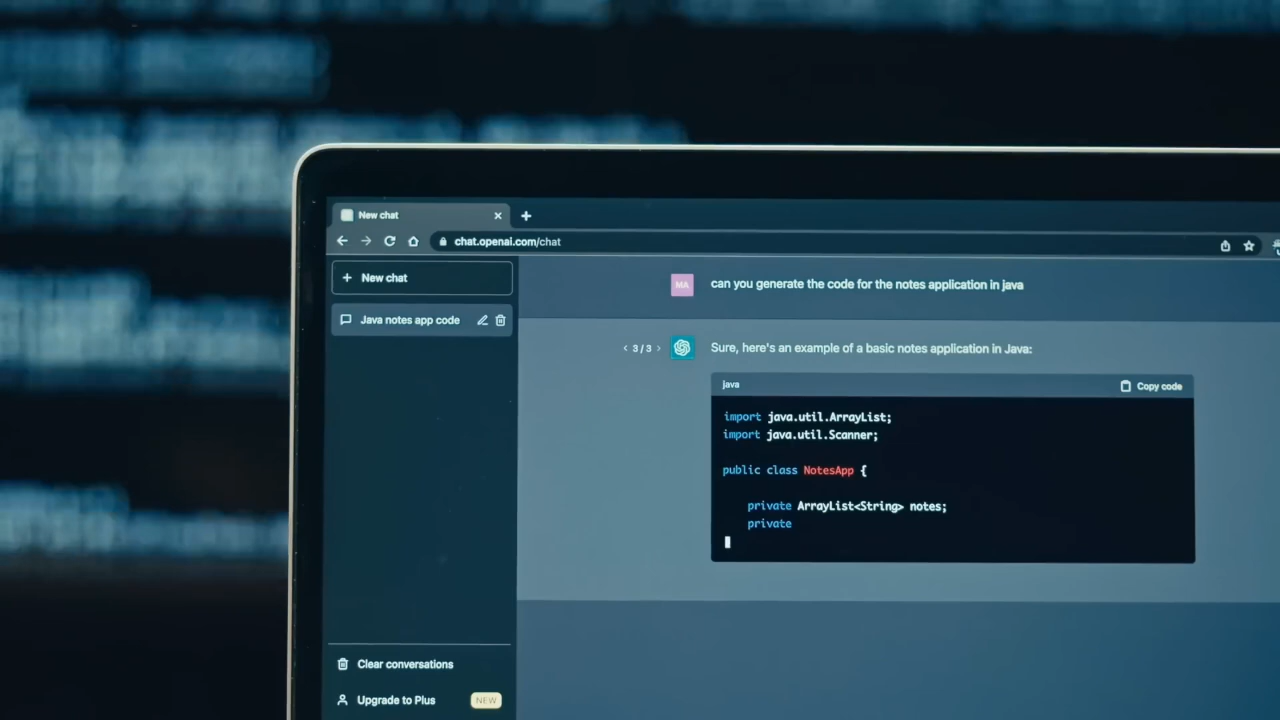 New chat
chat.openai.com/chat
New chat
Java notes app code
MA
can you generate the code for the notes application in java
< 3/3 >
Sure, here's an example of a basic notes application in Java:
java
Copy code
import java.util.ArrayList;
import java.util.Scanner;
public class NotesApp {
private ArrayList<String> notes;
private
Clear conversations
Upgrade to Plus
NEW